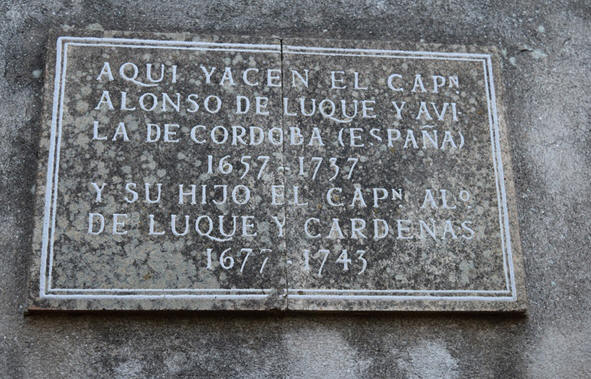 AQUI YACEN EL CAPN
ALONSO DE LUQUE Y AVI-
LA DE CORDOBA (ESPAÑA)
1657-1737
Y SU HIJO EL CAPN ALO
DE LUQUE Y CARDENAS
1677-1743